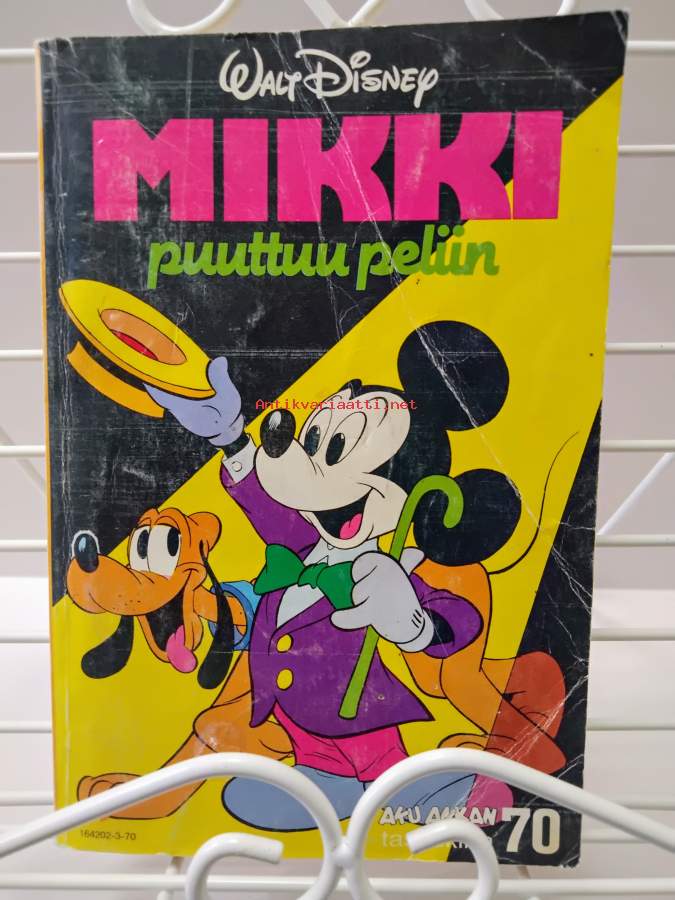 WALT DISNEY
MIKKI
puuttuu peliin
Antikvariaatti.net
AKU ANKAN
70
164202-3-70